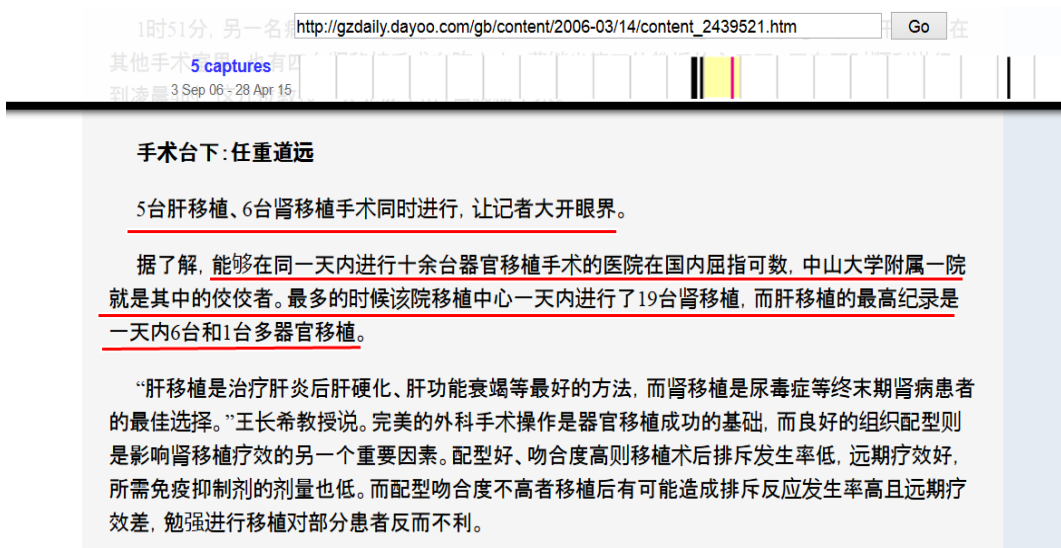 1时51分, 另一名
http://gzdaily.dayoo.com/gb/content/2006-03/14/content_2439521.htm
Go
在
其他手术
5 captures
3 Sep 06 - 28 Apr 15
到凌晨
手术台下:任重道远
5台肝移植、6台肾移植手术同时进行, 让记者大开眼界。
据了解, 能够在同一天内进行十余台器官移植手术的医院在国内屈指可数, 中山大学附属一院
就是其中的佼佼者。最多的时候该院移植中心一天内进行了19台肾移植, 而肝移植的最高纪录是
一天内6台和1台多器官移植。
“肝移植是治疗肝炎后肝硬化、肝功能衰竭等最好的方法, 而肾移植是尿毒症等终末期肾病患者
的最佳选择。”王长希教授说。完美的外科手术操作是器官移植成功的基础, 而良好的组织配型则
是影响肾移植疗效的另一个重要因素。配型好、吻合度高则移植术后排斥发生率低, 远期疗效好,
所需免疫抑制剂的剂量也低。而配型吻合度不高者移植后有可能造成排斥反应发生率高且远期疗
效差, 勉强进行移植对部分患者反而不利。